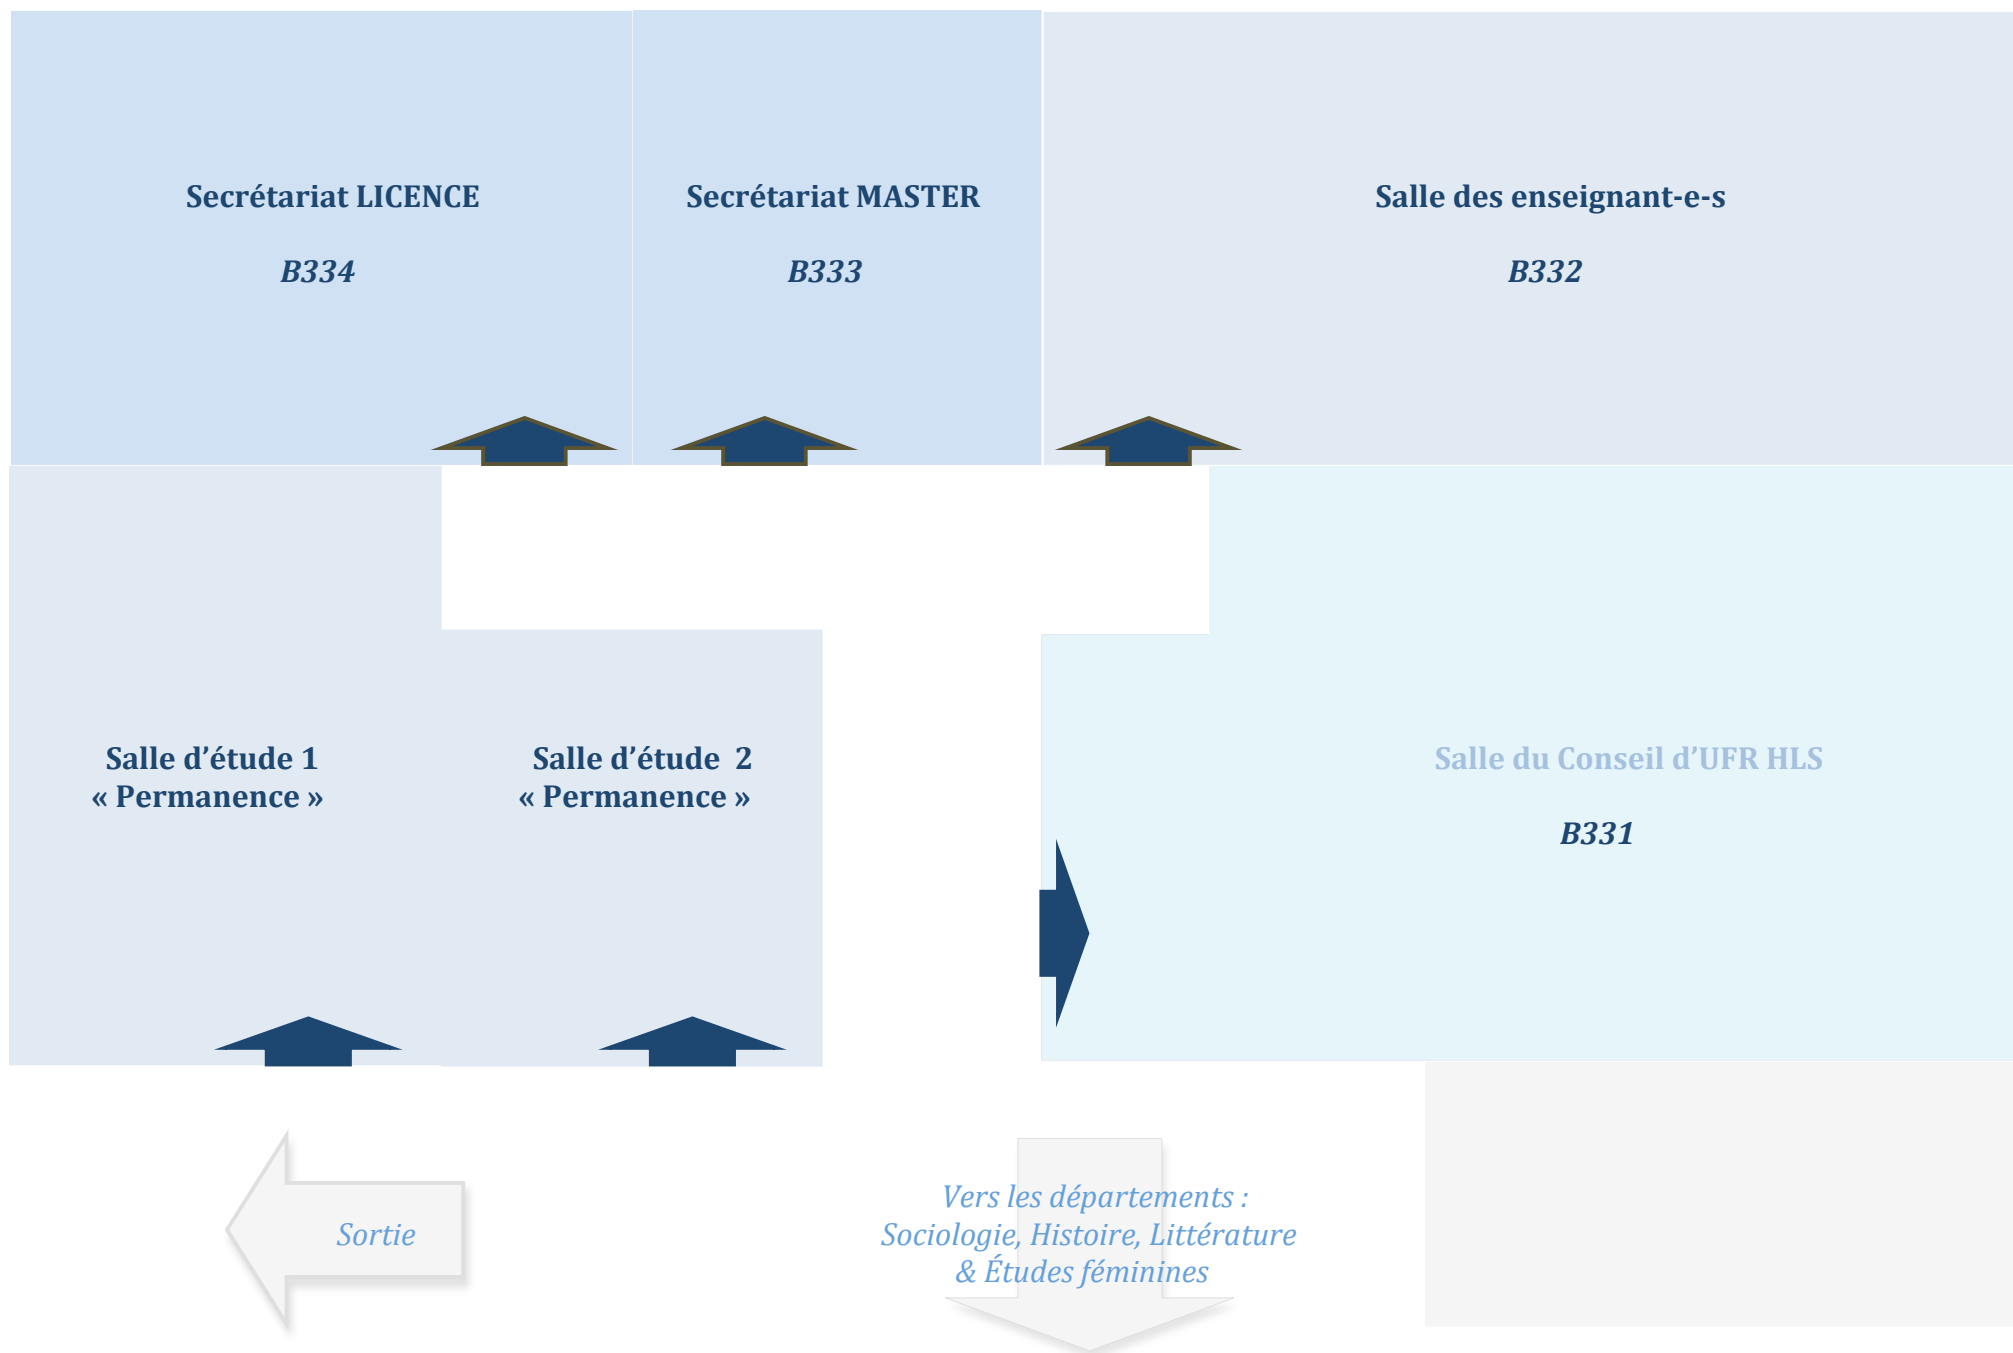 Secrétariat LICENCE
B334
Secrétariat MASTER
B333
Salle des enseignant-e-s
B332
Salle d’étude 1
« Permanence »
Salle d’étude  2
« Permanence »
Salle du Conseil d’UFR HLS
B331
Sortie
Vers les départements :
Sociologie, Histoire, Littérature
& Études féminines